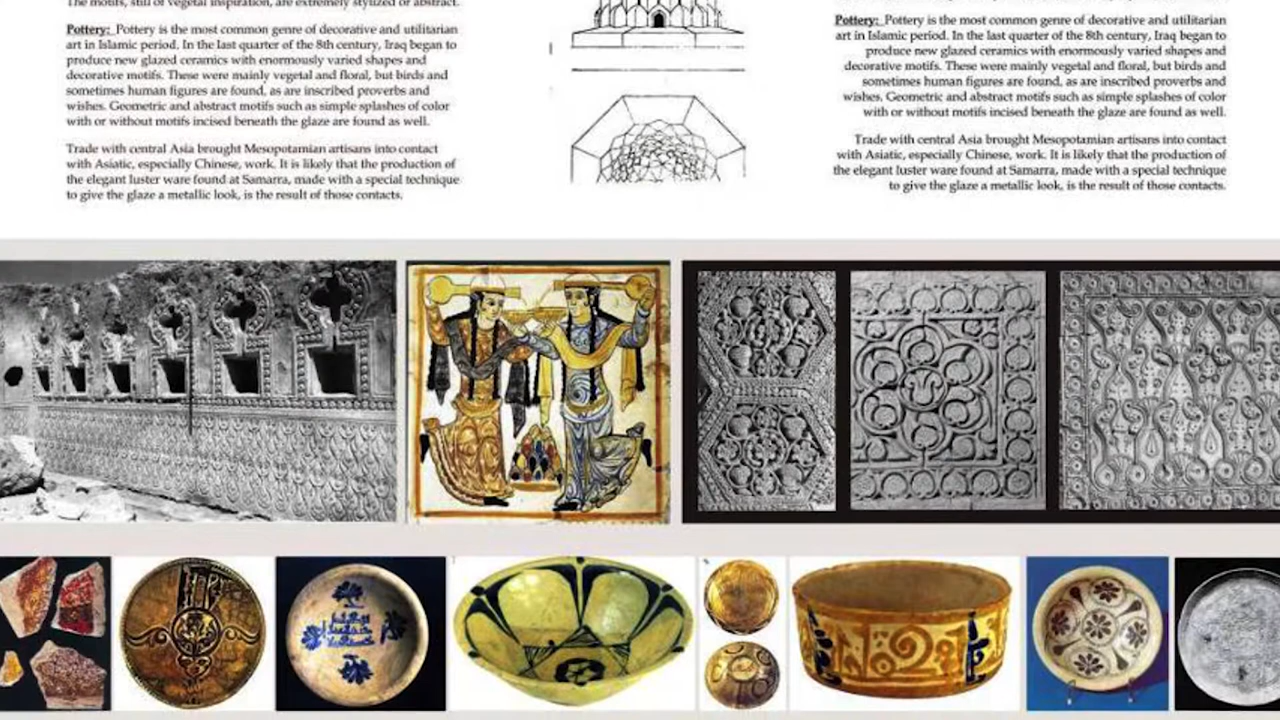 The motifs, still of vegetal inspiration, are extremely stylized or abstract.
Pottery: Pottery is the most common genre of decorative and utilitarian
art in Islamic period. In the last quarter of the 8th century, Iraq began to
produce new glazed ceramics with enormously varied shapes and
decorative motifs. These were mainly vegetal and floral, but birds and
sometimes human figures are found, as are inscribed proverbs and
wishes. Geometric and abstract motifs such as simple splashes of color
with or without motifs incised beneath the glaze are found as well.
Trade with central Asia brought Mesopotamian artisans into contact
with Asiatic, especially Chinese, work. It is likely that the production of
the elegant luster ware found at Samarra, made with a special technique
to give the glaze a metallic look, is the result of those contacts.
Pottery: Pottery is the most common genre of decorative and utilitarian
art in Islamic period. In the last quarter of the 8th century, Iraq began to
produce new glazed ceramics with enormously varied shapes and
decorative motifs. These were mainly vegetal and floral, but birds and
sometimes human figures are found, as are inscribed proverbs and
wishes. Geometric and abstract motifs such as simple splashes of color
with or without motifs incised beneath the glaze are found as well.
Trade with central Asia brought Mesopotamian artisans into contact
with Asiatic, especially Chinese, work. It is likely that the production of
the elegant luster ware found at Samarra, made with a special technique
to give the glaze a metallic look, is the result of those contacts.